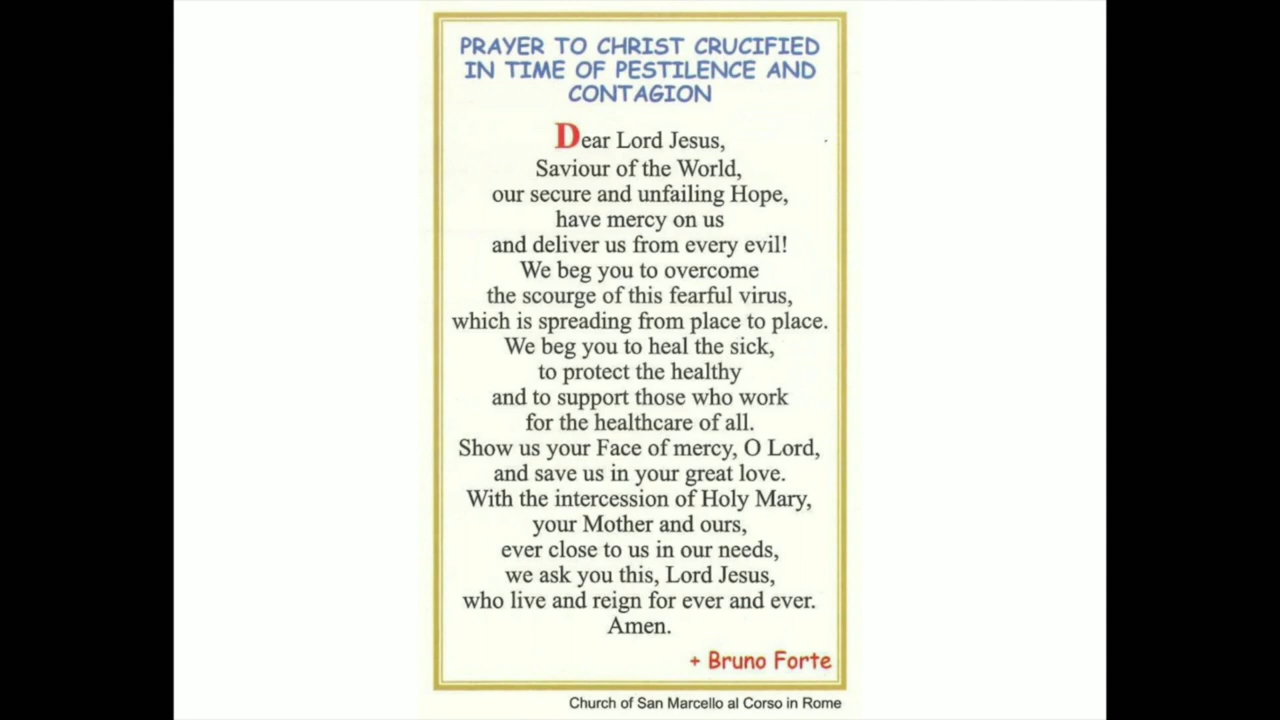 PRAYER TO CHRIST CRUCIFIED
IN TIME OF PESTILENCE AND
CONTAGION
Dear Lord Jesus,
Saviour of the World,
our secure and unfailing Hope,
have mercy on us
and deliver us from every evil!
We beg you to overcome
the scourge of this fearful virus,
which is spreading from place to place.
We beg you to heal the sick,
to protect the healthy
and to support those who work
for the healthcare of all.
Show us your Face of mercy, O Lord,
and save us in your great love.
With the intercession of Holy Mary,
your Mother and ours,
ever close to us in our needs,
we ask you this, Lord Jesus,
who live and reign for ever and ever.
Amen.
+ Bruno Forte
Church of San Marcello al Corso in Rome